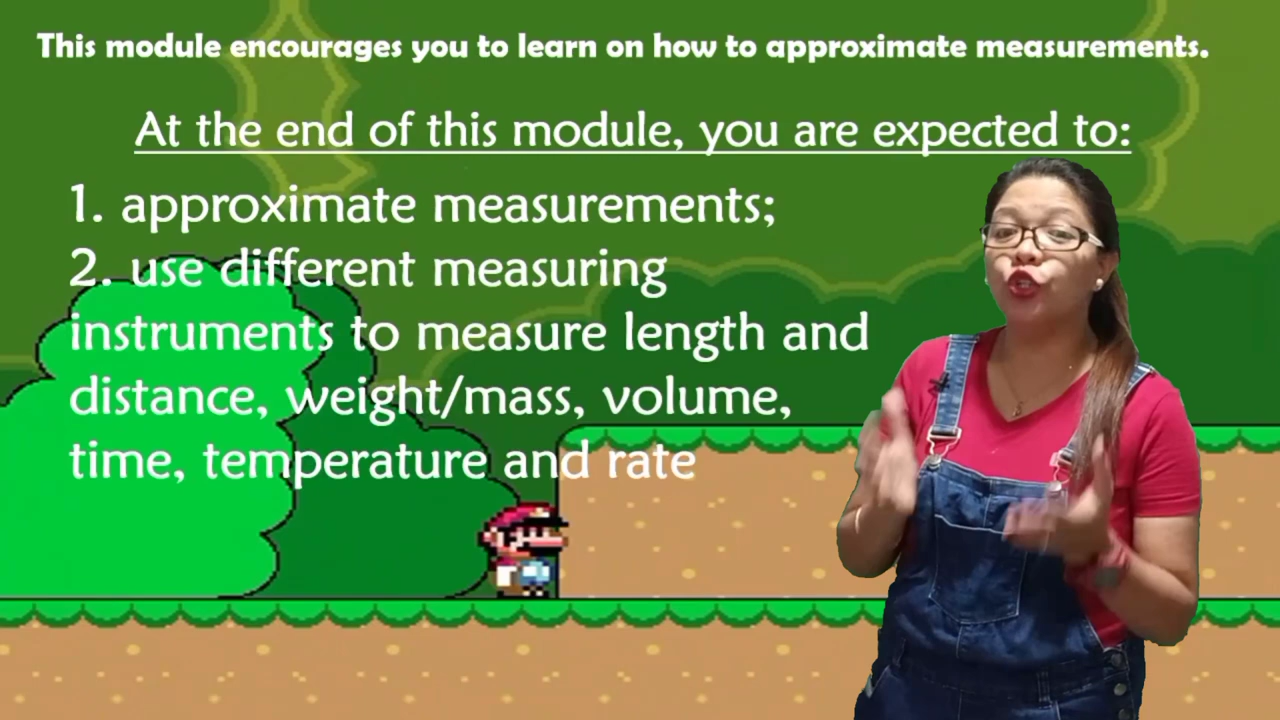 This module encourages you to learn on how to approximate measurements.
At the end of this module, you are expected to:
1. approximate measurements;
2. use different measuring
instruments to measure length and
distance, weight/mass, volume,
time, temperature and rate